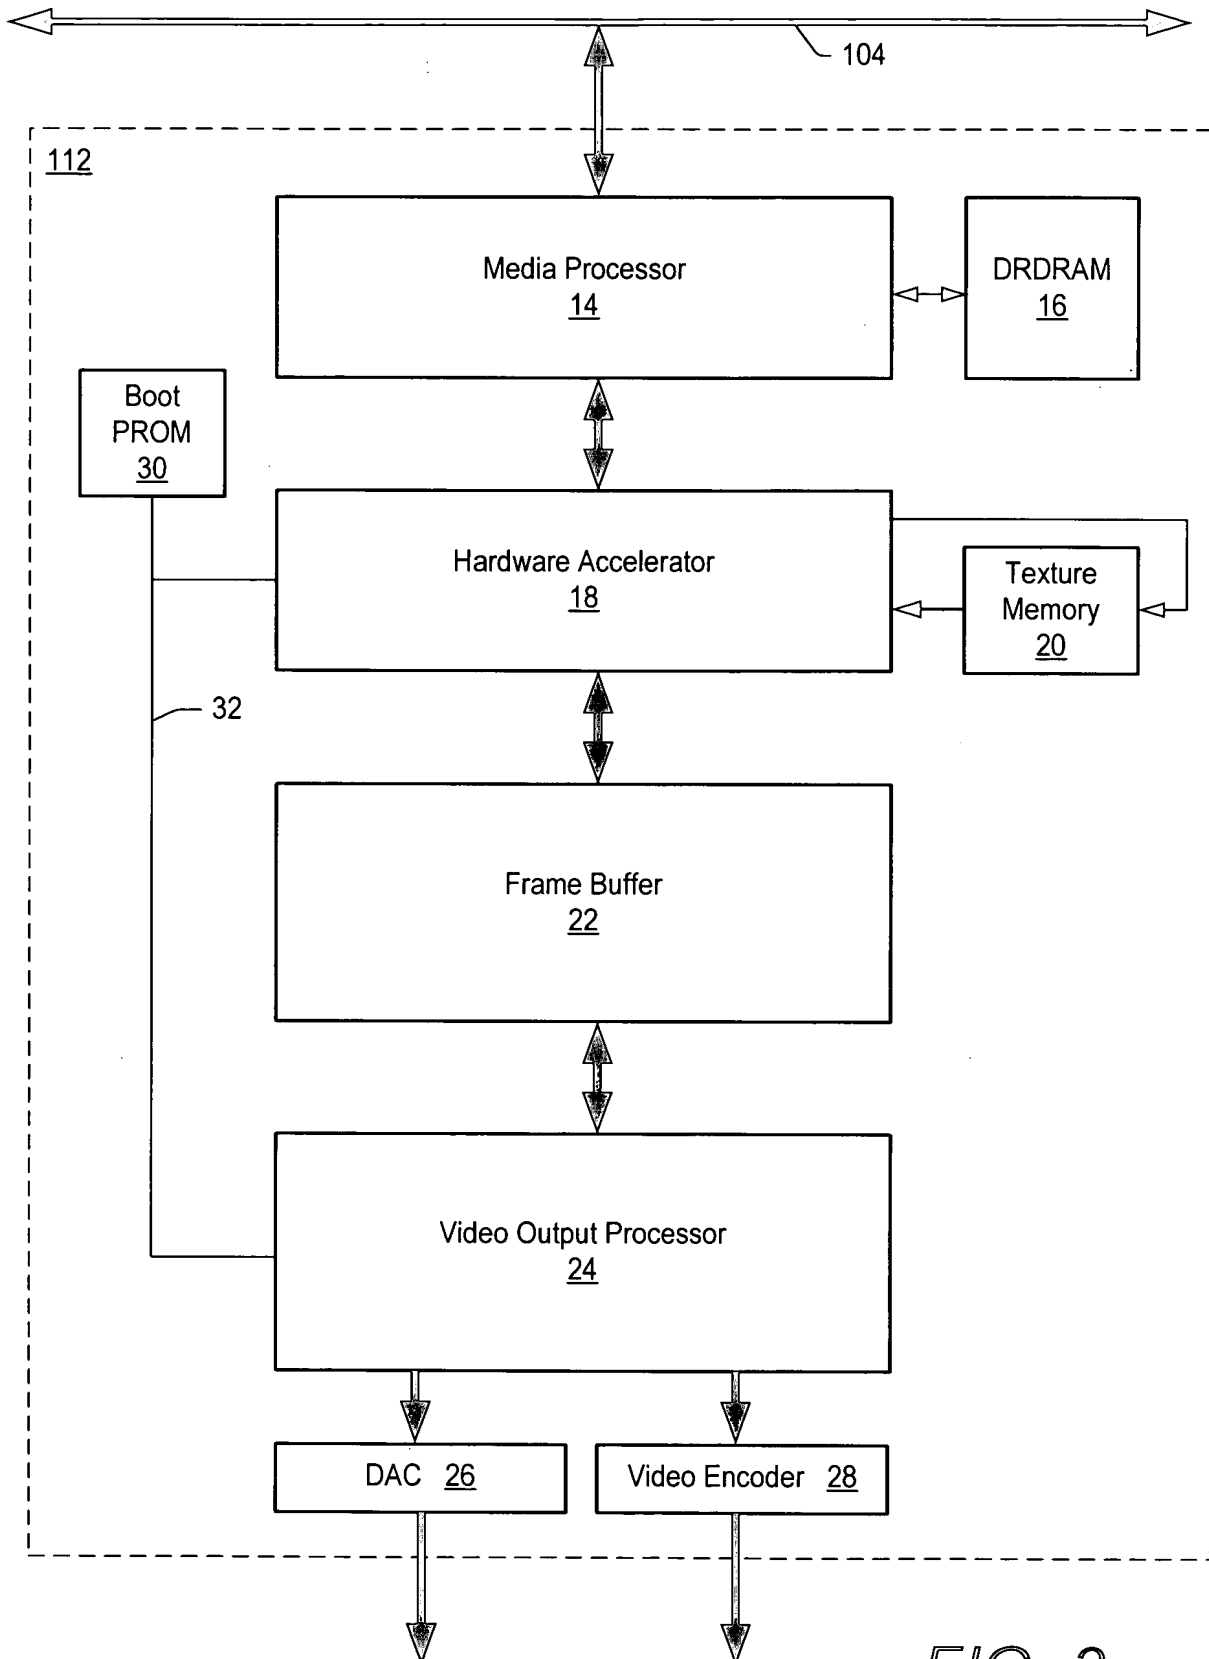 104
112
Media Processor
14
DRDRAM
16
Boot
PROM
30
Hardware Accelerator
18
Texture
Memory
20
32
Frame Buffer
22
Video Output Processor
24
DAC 26
Video Encoder 28
FIG.